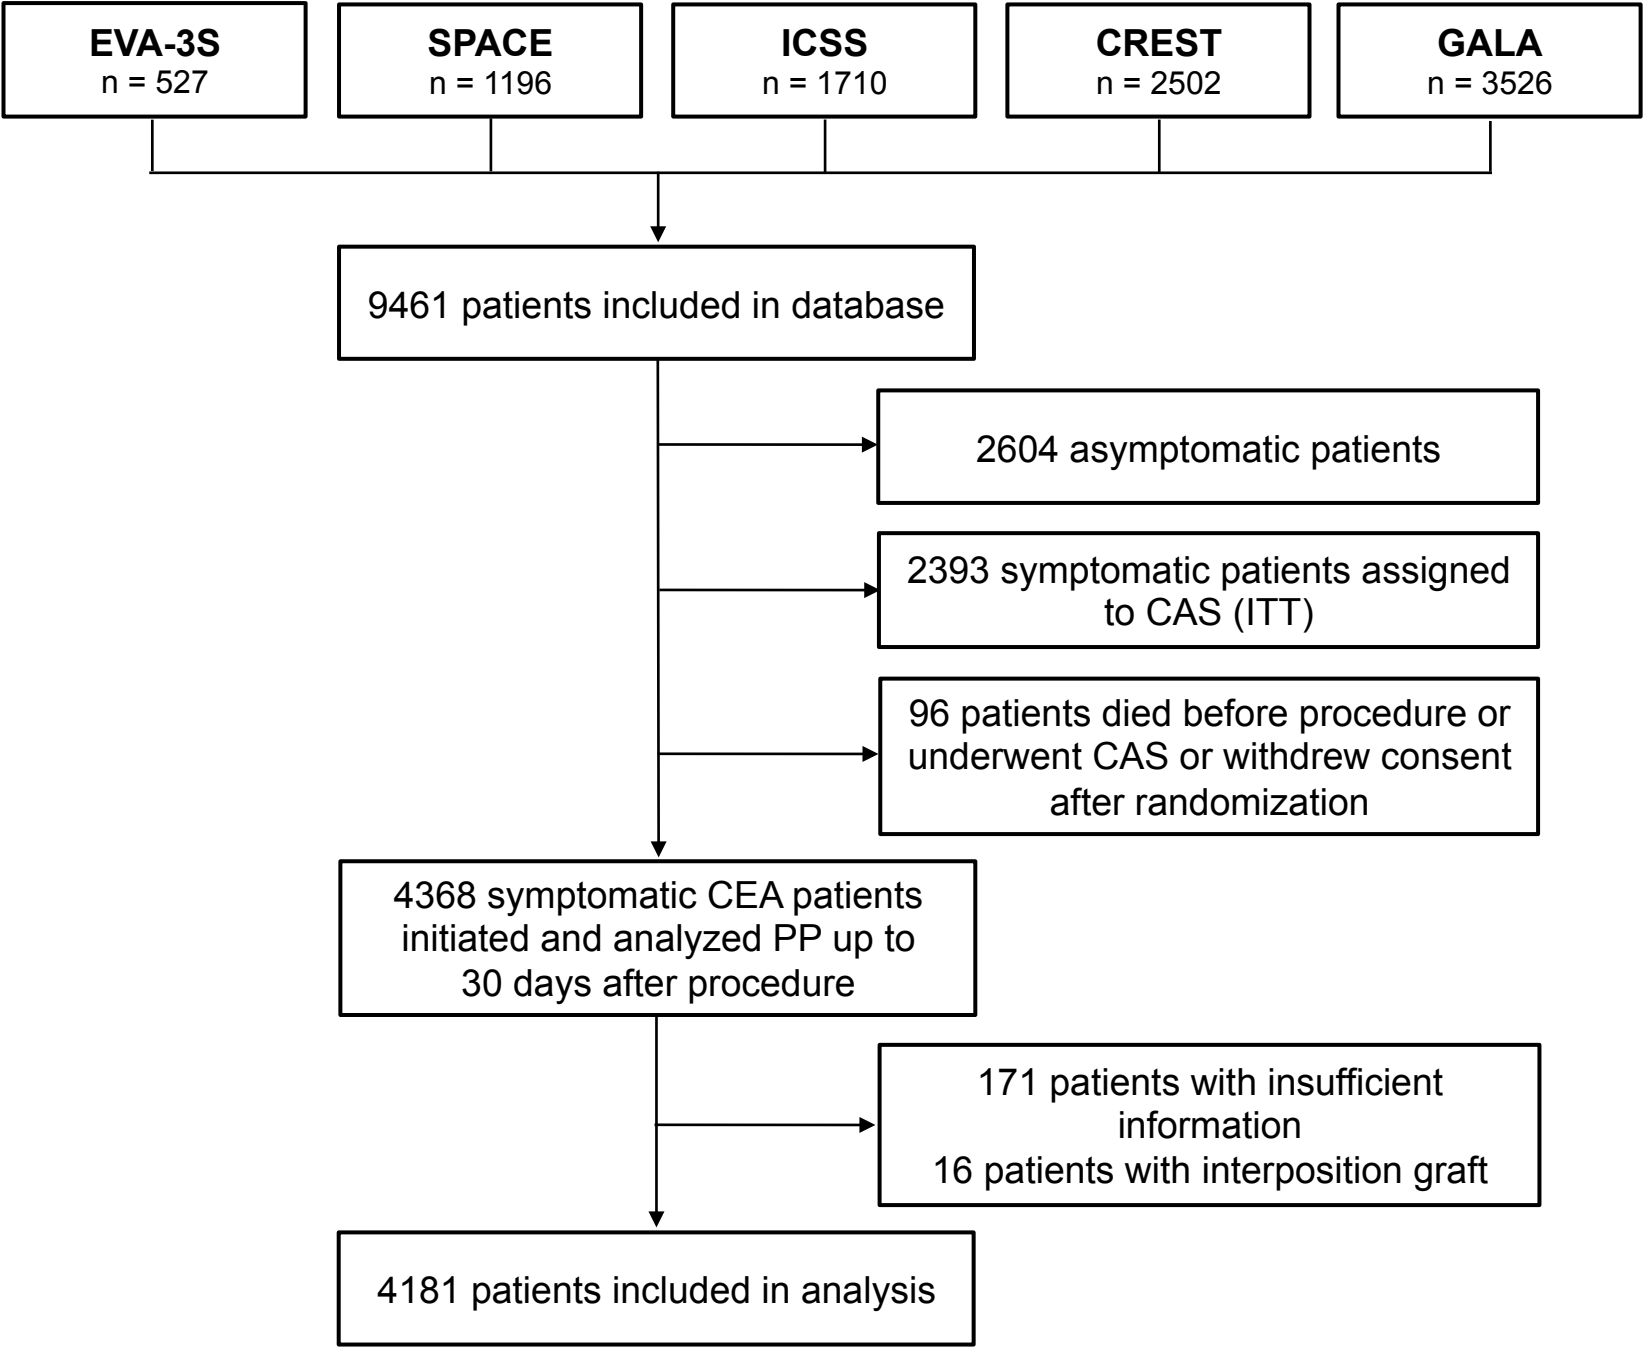 EVA-3S
n = 527
SPACE
n = 1196
ICSS
n = 1710
CREST
n = 2502
GALA
n = 3526
9461 patients included in database
2604 asymptomatic patients
2393 symptomatic patients assigned
to CAS (ITT)
96 patients died before procedure or
underwent CAS or withdrew consent
after randomization
4368 symptomatic CEA patients
initiated and analyzed PP up to
30 days after procedure
171 patients with insufficient
information
16 patients with interposition graft
4181 patients included in analysis